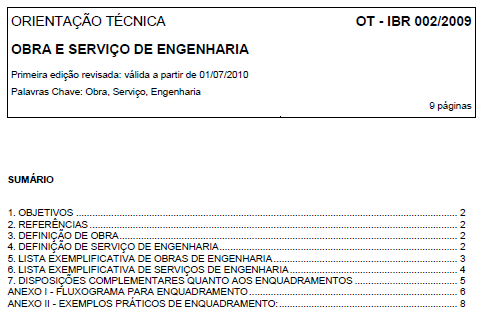 ORIENTAÇÃO TÉCNICA OT - IBR 002/2009
OBRA E SERVIÇO DE ENGENHARIA
Primeira edição revisada: válida a partir de 01/07/2010
Palavras Chave: Obra, Serviço, Engenharia
9 páginas
SUMÁRIO
1. OBJETIVOS ........ 2
2. REFERÊNCIAS ........ 2
3. DEFINIÇÃO DE OBRA ........ 2
4. DEFINIÇÃO DE SERVIÇO DE ENGENHARIA ........ 2
5. LISTA EXEMPLIFICATIVA DE OBRAS DE ENGENHARIA ........ 3
6. LISTA EXEMPLIFICATIVA DE SERVIÇOS DE ENGENHARIA ........ 4
7. DISPOSIÇÕES COMPLEMENTARES QUANTO AOS ENQUADRAMENTOS ........ 5
ANEXO I - FLUXOGRAMA PARA ENQUADRAMENTO ........ 6
ANEXO II - EXEMPLOS PRÁTICOS DE ENQUADRAMENTO: ........ 8